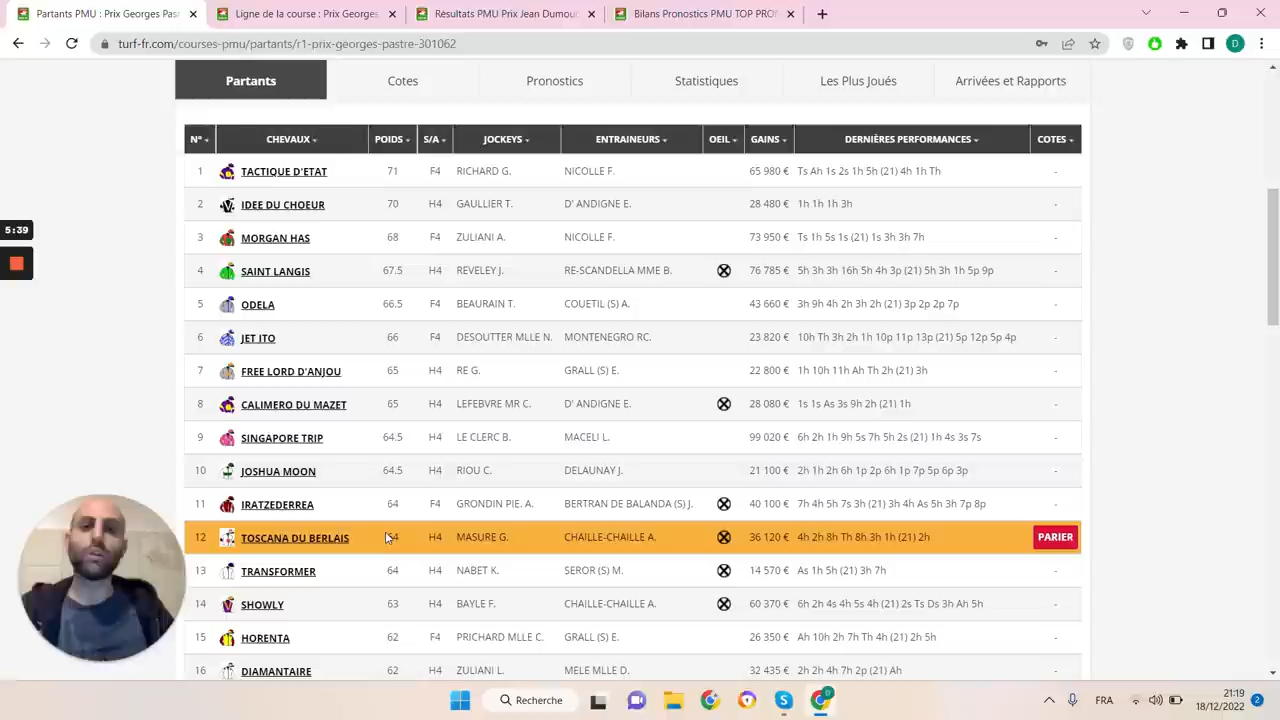 Partants PMU : Prix Georges Pas
Ligne de la course : Prix Georges
Résultats PMU Prix Jean Dumou
Bilans Pronostics PMU TOP PRO
turf-fr.com/courses-pmu/partants/r1-prix-georges-pastre-301062
D
Partants Cotes Pronostics Statistiques Les Plus Joués Arrivées et Rapports
N° CHEVAUX POIDS S/A JOCKEYS ENTRAINEURS OEIL GAINS DERNIÈRES PERFORMANCES COTES
1 TACTIQUE D'ETAT 71 F4 RICHARD G. NICOLLE F. 65 980 € Ts Ah 1s 2s 1h 5h (21) 4h 1h Th -
2 IDEE DU CHOEUR 70 H4 GAULLIER T. D' ANDIGNE E. 28 480 € 1h 1h 1h 3h -
3 MORGAN HAS 68 F4 ZULIANI A. NICOLLE F. 73 950 € Ts 1h 5s 1s (21) 1s 3h 3h 7h -
4 SAINT LANGIS 67.5 H4 REVELEY J. RE-SCANDELLA MME B. 76 785 € 5h 3h 3h 16h 5h 4h 3p (21) 5h 3h 1h 5p 9p -
5 ODELA 66.5 F4 BEAURAIN T. COUETIL (S) A. 43 660 € 3h 9h 4h 2h 3h 2h (21) 3p 2p 2p 7p -
6 JET ITO 66 F4 DESOUTTER MLLE N. MONTENEGRO RC. 23 820 € 10h Th 3h 2h 1h 10p 11p 13p (21) 5p 12p 5p 4p -
7 FREE LORD D'ANJOU 65 H4 RE G. GRALL (S) E. 22 800 € 1h 10h 11h Ah Th 2h (21) 3h -
8 CALIMERO DU MAZET 65 H4 LEFEBVRE MR C. D' ANDIGNE E. 28 080 € 1s 1s As 3s 9h 2h (21) 1h -
9 SINGAPORE TRIP 64.5 H4 LE CLERC B. MACELI L. 99 020 € 6h 2h 1h 9h 5s 7h 5h 2s (21) 1h 4s 3s 7s -
10 JOSHUA MOON 64.5 H4 RIOU C. DELAUNAY J. 21 100 € 2h 1h 2h 6h 1p 2p 6h 1p 7p 5p 6p 3p -
11 IRATZEDERREA 64 F4 GRONDIN PIE. A. BERTRAN DE BALANDA (S) J. 40 100 € 7h 4h 5h 7s 3h (21) 3h 4h As 5h 3h 7p 8p -
12 TOSCANA DU BERLAIS 4 H4 MASURE G. CHAILLE-CHAILLE A. 36 120 € 4h 2h 8h Th 8h 3h 1h (21) 2h PARIER
13 TRANSFORMER 64 H4 NABET K. SEROR (S) M. 14 570 € As 1h 5h (21) 3h 7h -
14 SHOWLY 63 H4 BAYLE F. CHAILLE-CHAILLE A. 60 370 € 6h 2h 4s 4h 5s 4h (21) 2s Ts Ds 3h Ah 5h -
15 HORENTA 62 F4 PRICHARD MLLE C. GRALL (S) E. 26 350 € Ah 10h 2h 7h Th 4h (21) 2h 5h -
16 DIAMANTAIRE 62 H4 ZULIANI L. MELE MLLE D. 32 435 € 2h 2h 4h 7h 2p (21) Ah -
5:39
Recherche
FRA
21:19
18/12/2022
2